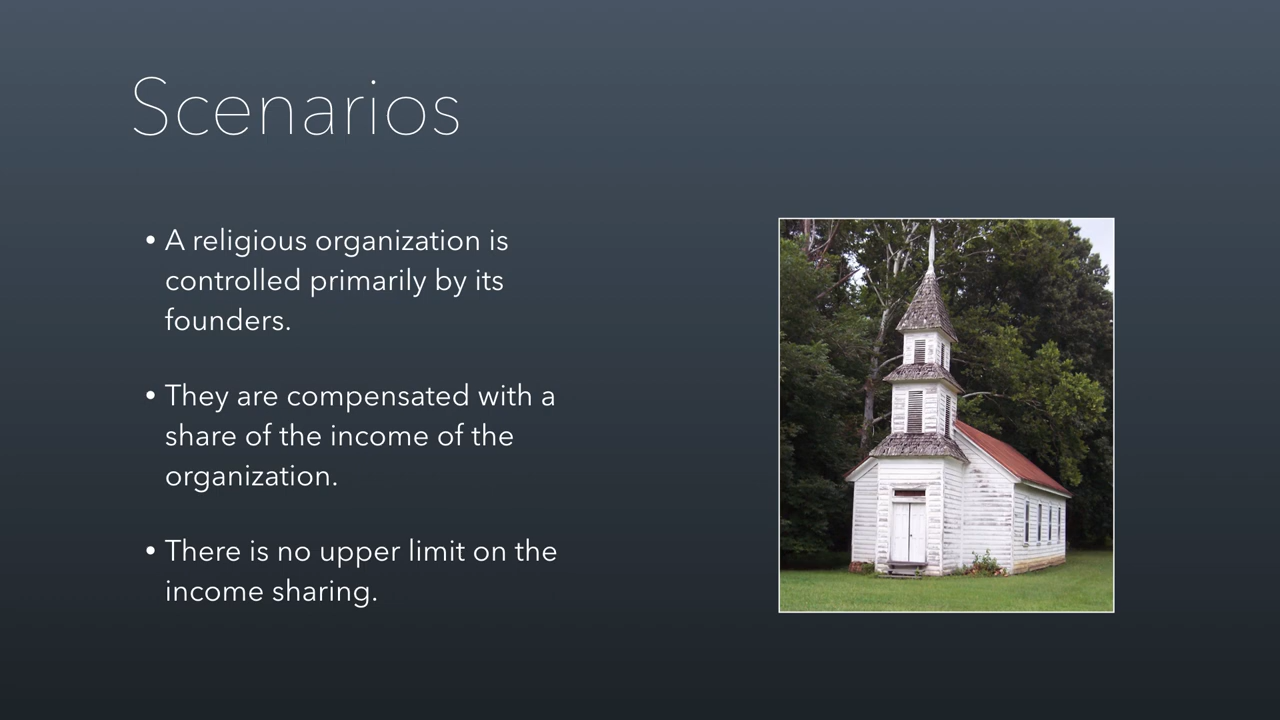 Scenarios
• A religious organization is
controlled primarily by its
founders.
• They are compensated with a
share of the income of the
organization.
• There is no upper limit on the
income sharing.